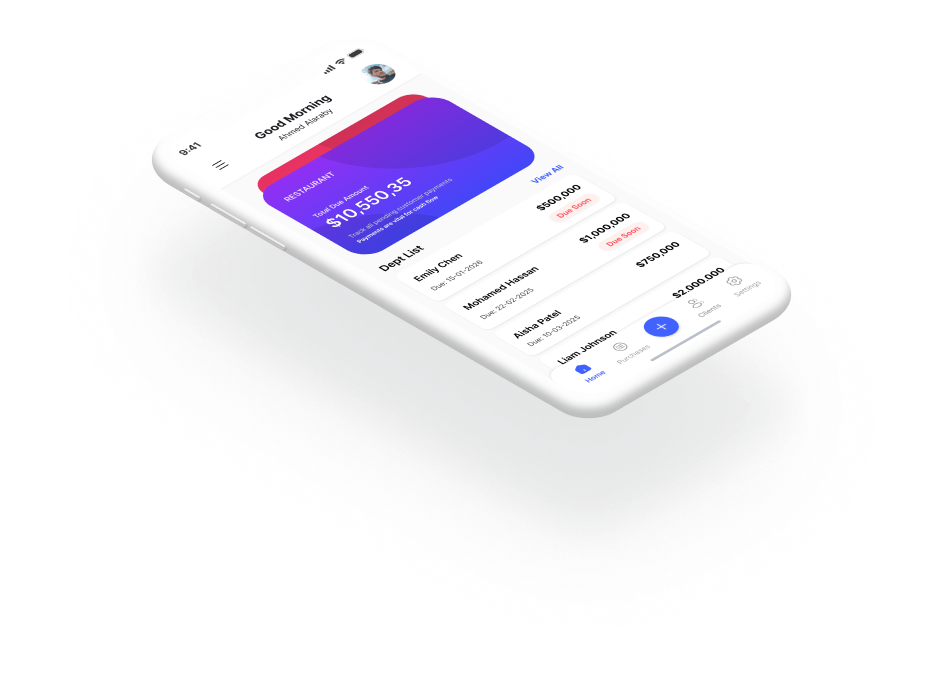 9:41
Good Morning
Ahmed Alaraby
RESTAURANT
Total Due Amount
$10,550,35
Track all pending customer payments
Payments are vital for cash flow
Dept List
View All
Emily Chen
$500,000
Due: 15-01-2026
Due Soon
Mohamed Hassan
$1,000,000
Due: 22-02-2025
Due Soon
Aisha Patel
$750,000
Due: 10-03-2025
Liam Johnson
$2,000,000
Home
Purchases
Clients
Settings